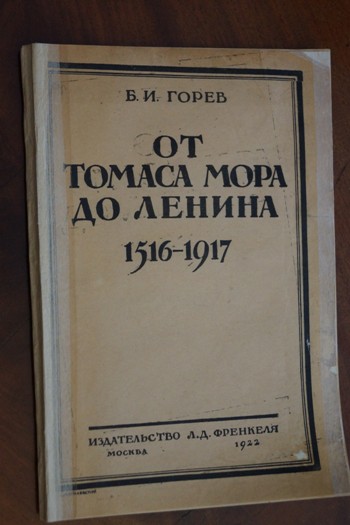 Б. И. ГОРЕВ
ОТ
ТОМАСА МОРА
ДО ЛЕНИНА
1516-1917
ИЗДАТЕЛЬСТВО Л. Д. ФРЕНКЕЛЯ
МОСКВА 1922